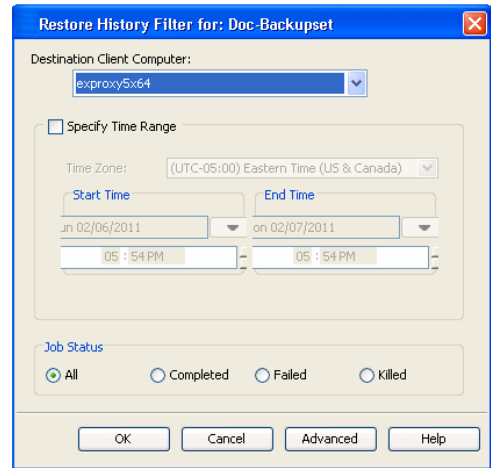 Restore History Filter for: Doc-Backupset
Destination Client Computer:
exproxy5x64
Specify Time Range
Time Zone: (UTC-05:00) Eastern Time (US & Canada)
Start Time End Time
un 02/06/2011 on 02/07/2011
05 : 54 PM 05 : 54 PM
Job Status
All Completed Failed Killed
OK Cancel Advanced Help